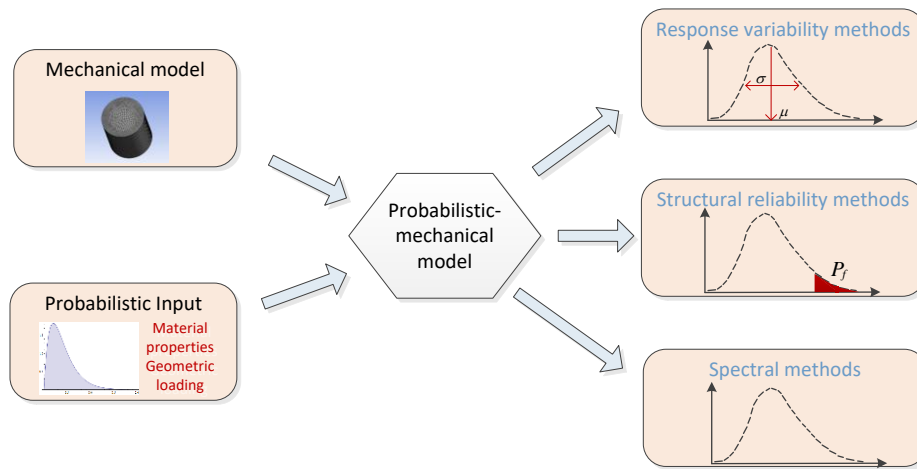 Mechanical model
Probabilistic Input
Material
properties
Geometric
loading
Probabilistic-
mechanical
model
Response variability methods
σ
μ
Structural reliability methods
P_f
Spectral methods